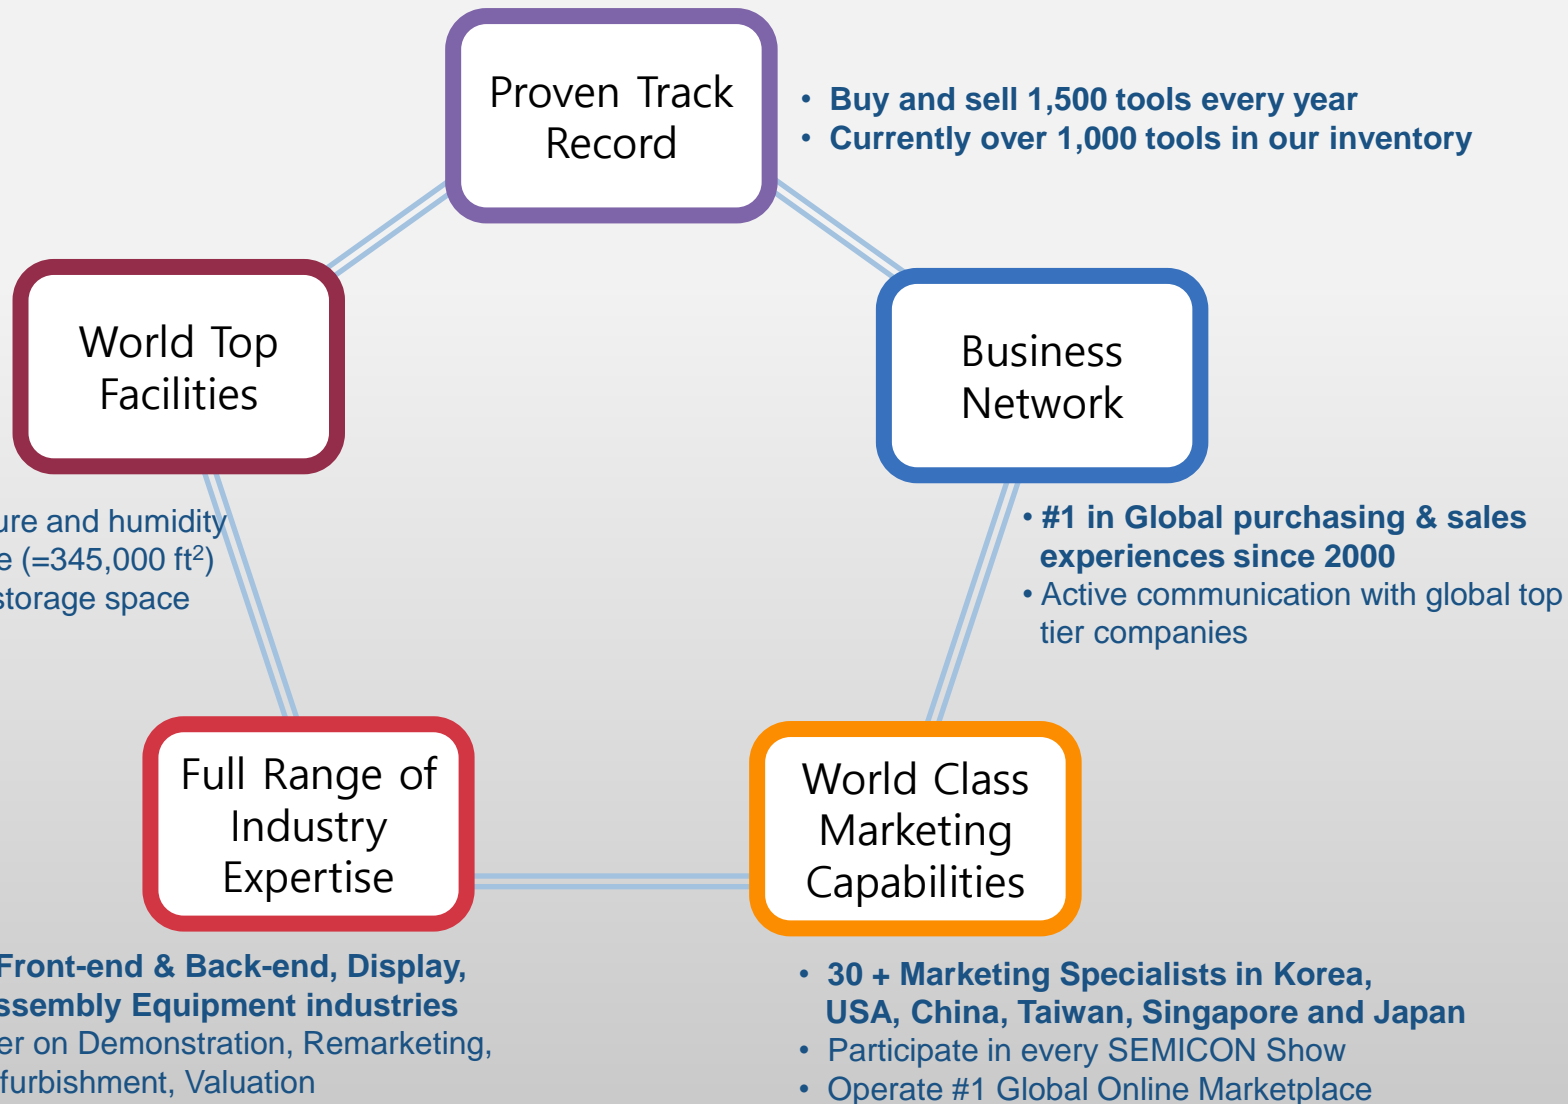 Proven Track
Record
• Buy and sell 1,500 tools every year
• Currently over 1,000 tools in our inventory
World Top
Facilities
and humidity
(=345,000 ft²)
storage space
Business
Network
• #1 in Global purchasing & sales
experiences since 2000
• Active communication with global top
tier companies
Full Range of
Industry
Expertise
Front-end & Back-end, Display,
Equipment industries
on Demonstration, Remarketing,
Valuation
World Class
Marketing
Capabilities
• 30 + Marketing Specialists in Korea,
USA, China, Taiwan, Singapore and Japan
• Participate in every SEMICON Show
• Operate #1 Global Online Marketplace